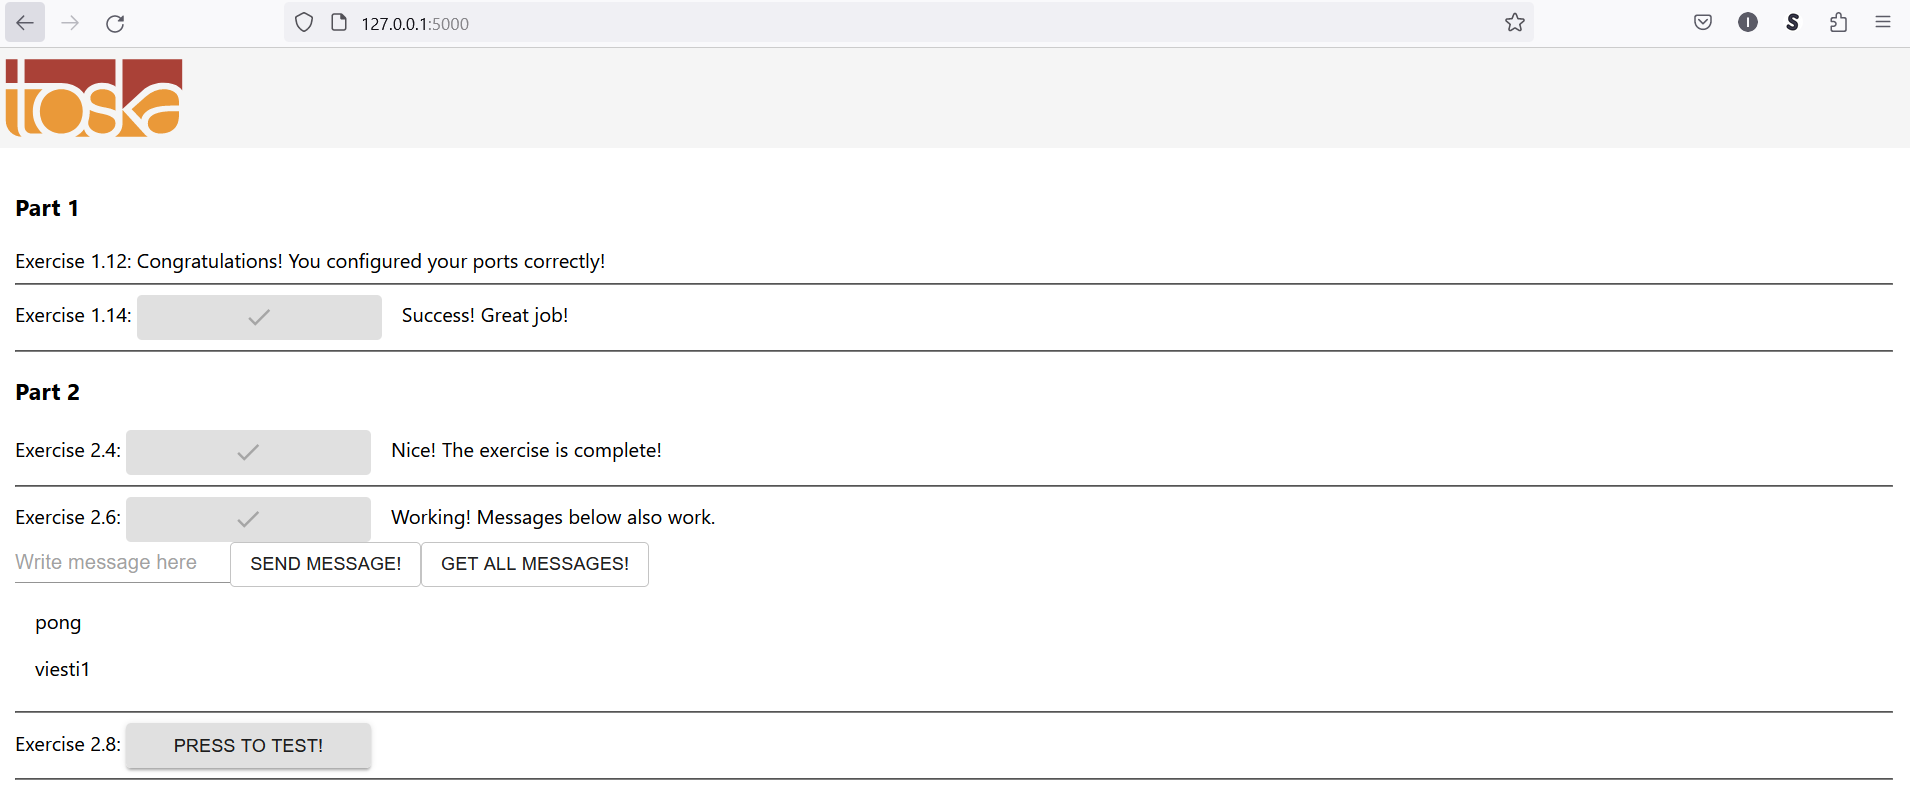 127.0.0.1:5000
toska
Part 1
Exercise 1.12: Congratulations! You configured your ports correctly!
Exercise 1.14: Success! Great job!
Part 2
Exercise 2.4: Nice! The exercise is complete!
Exercise 2.6: Working! Messages below also work.
Write message here SEND MESSAGE! GET ALL MESSAGES!
pong
viesti1
Exercise 2.8: PRESS TO TEST!